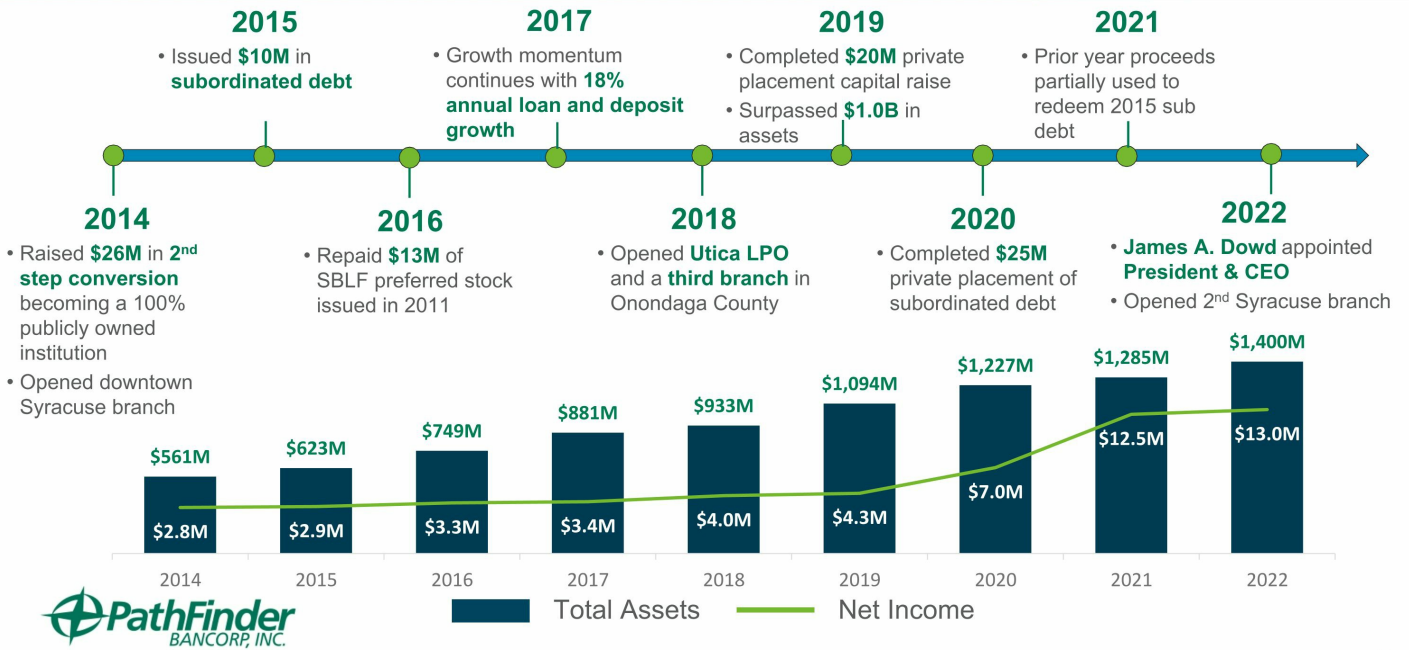 2015
• Issued $10M in
subordinated debt
2017
• Growth momentum
continues with 18%
annual loan and deposit
growth
2019
• Completed $20M private
placement capital raise
• Surpassed $1.0B in
assets
2021
• Prior year proceeds
partially used to
redeem 2015 sub
debt
2014
• Raised $26M in 2nd
step conversion
becoming a 100%
publicly owned
institution
• Opened downtown
Syracuse branch
2016
• Repaid $13M of
SBLF preferred stock
issued in 2011
2018
• Opened Utica LPO
and a third branch in
Onondaga County
2020
• Completed $25M
private placement of
subordinated debt
2022
• James A. Dowd appointed
President & CEO
• Opened 2nd Syracuse branch
$561M
$623M
$749M
$881M
$933M
$1,094M
$1,227M
$1,285M
$1,400M
$2.8M
$2.9M
$3.3M
$3.4M
$4.0M
$4.3M
$7.0M
$12.5M
$13.0M
2014
2015
2016
2017
2018
2019
2020
2021
2022
Total Assets
Net Income
PathFinder
BANCORP, INC.